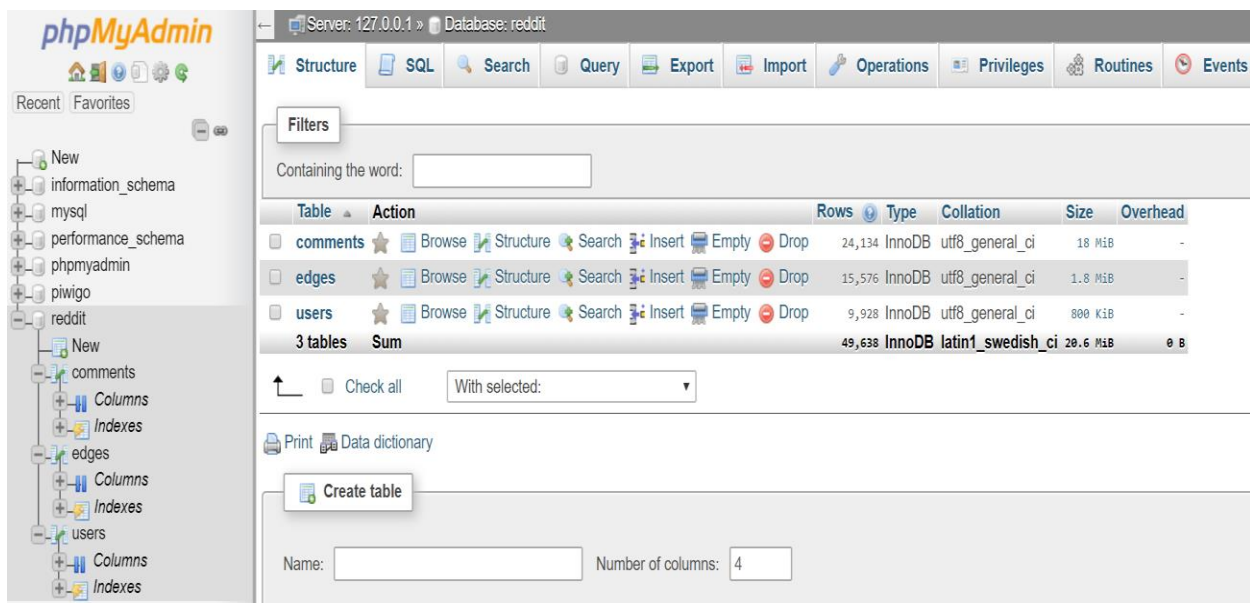 phpMyAdmin
Recent Favorites
New
information_schema
mysql
performance_schema
phpmyadmin
piwigo
reddit
New
comments
Columns
Indexes
edges
Columns
Indexes
users
Columns
Indexes
Server: 127.0.0.1 » Database: reddit
Structure SQL Search Query Export Import Operations Privileges Routines Events
Filters
Containing the word:
Table Action Rows Type Collation Size Overhead
comments Browse Structure Search Insert Empty Drop 24,134 InnoDB utf8_general_ci 18 MiB -
edges Browse Structure Search Insert Empty Drop 15,576 InnoDB utf8_general_ci 1.8 MiB -
users Browse Structure Search Insert Empty Drop 9,928 InnoDB utf8_general_ci 800 KiB -
3 tables Sum 49,638 InnoDB latin1_swedish_ci 20.6 MiB 0 B
Check all With selected:
Print Data dictionary
Create table
Name: Number of columns: 4